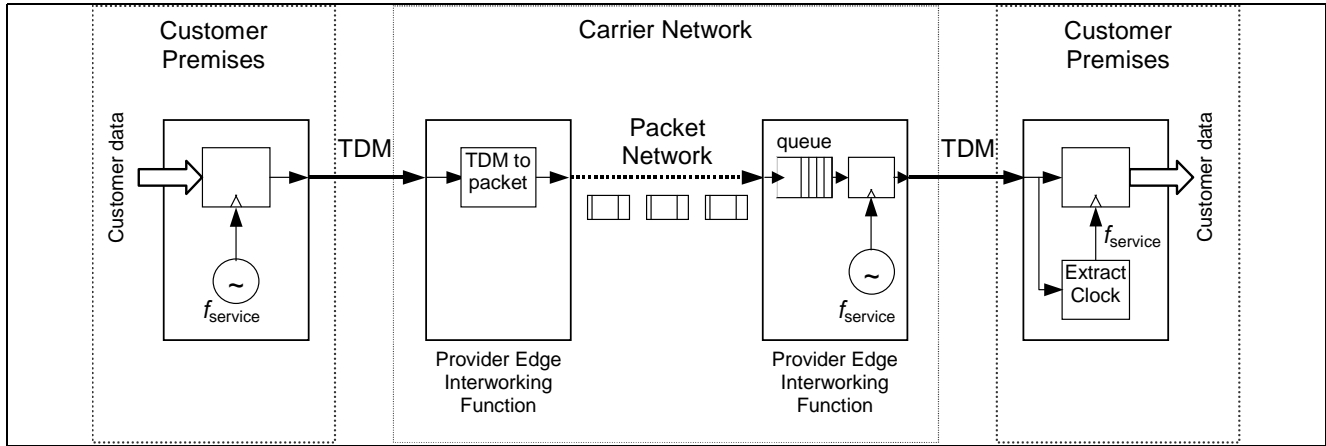 Customer
Premises
Carrier Network
Customer
Premises
Customer data
TDM
TDM to
packet
Packet
Network
queue
TDM
Customer data
~
fservice
~
fservice
fservice
Extract
Clock
Provider Edge
Interworking
Function
Provider Edge
Interworking
Function